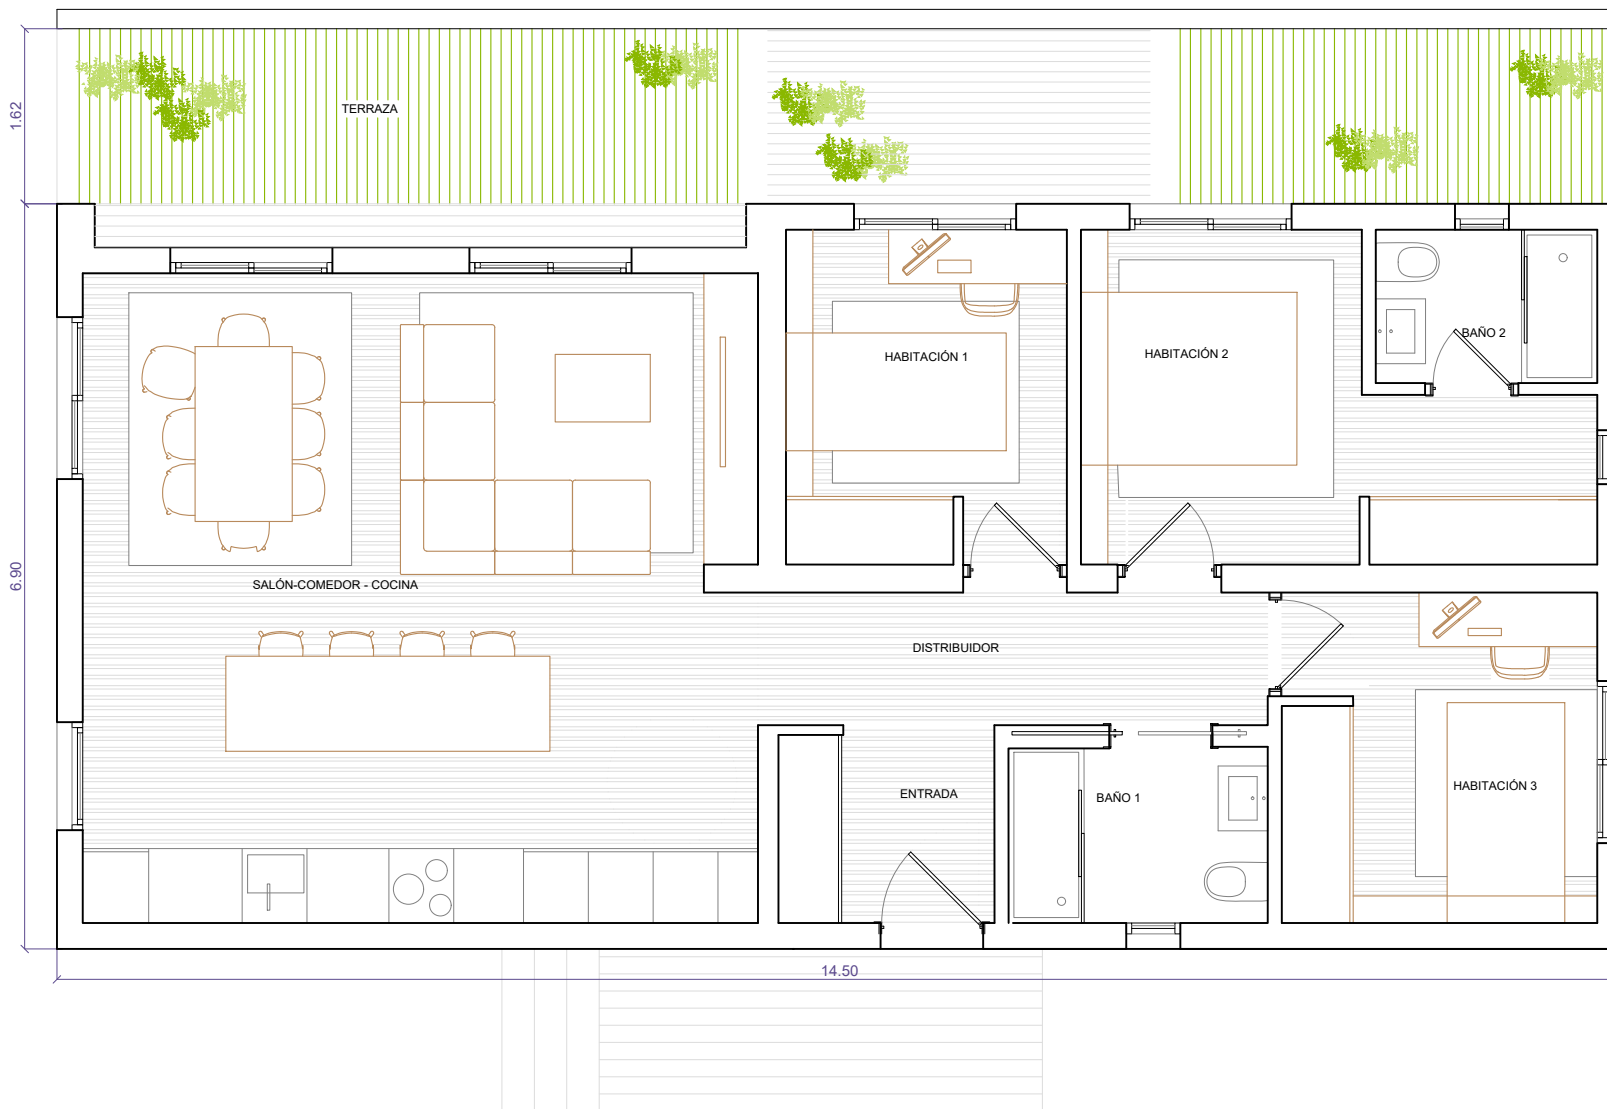 1.62
TERRAZA
BAÑO 2
HABITACIÓN 1
HABITACIÓN 2
6.90
SALÓN-COMEDOR - COCINA
DISTRIBUIDOR
HABITACIÓN 3
ENTRADA
BAÑO 1
14.50